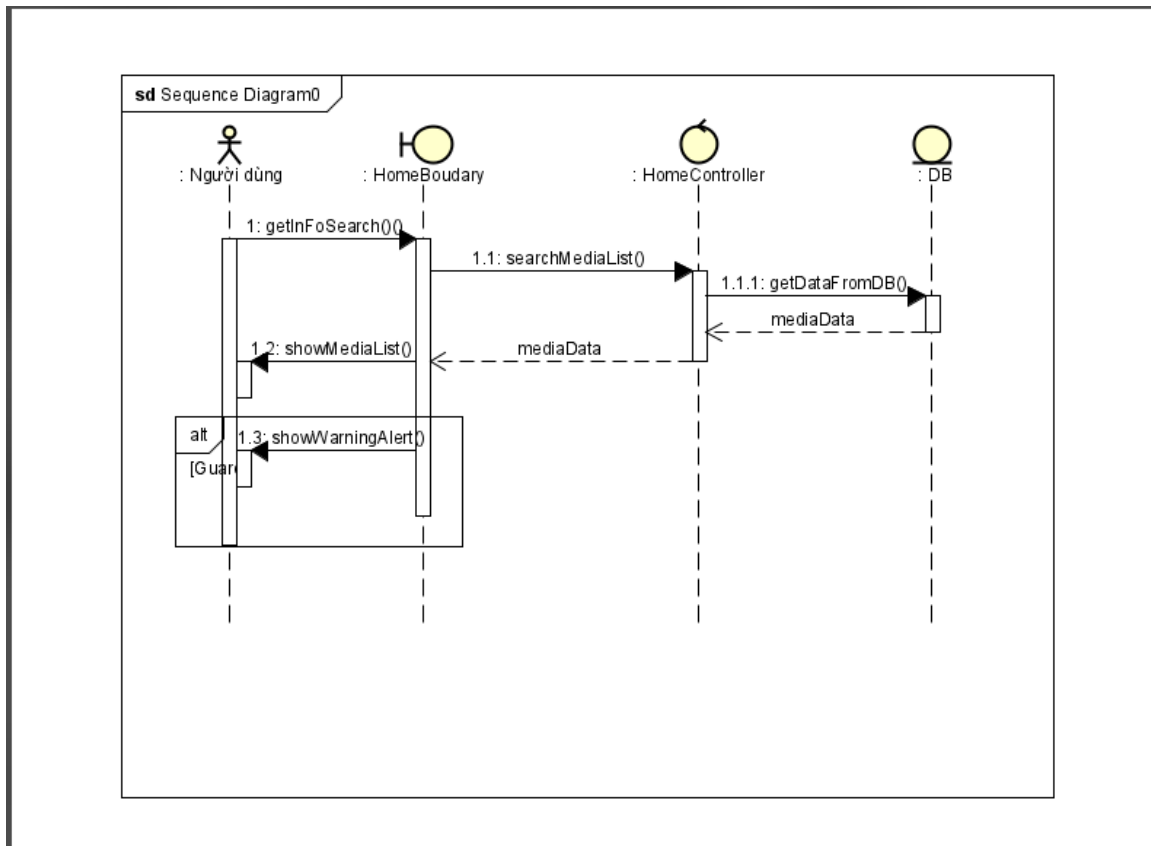 sd Sequence Diagram0
: Người dùng
: HomeBoudary
: HomeController
: DB
1: getInFoSearch()()
1.1: searchMediaList()
1.1.1: getDataFromDB()
mediaData
mediaData
1.2: showMediaList()
alt
1.3: showWarningAlert()
[Guar